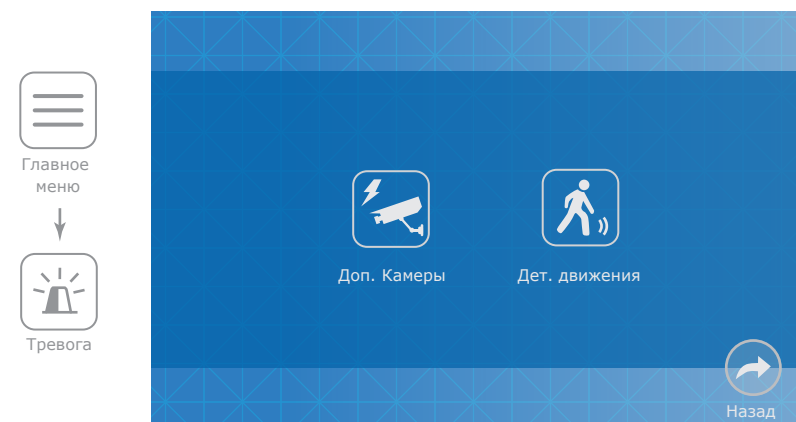 Главное
меню
Тревога
Доп. Камеры
Дет. движения
Назад